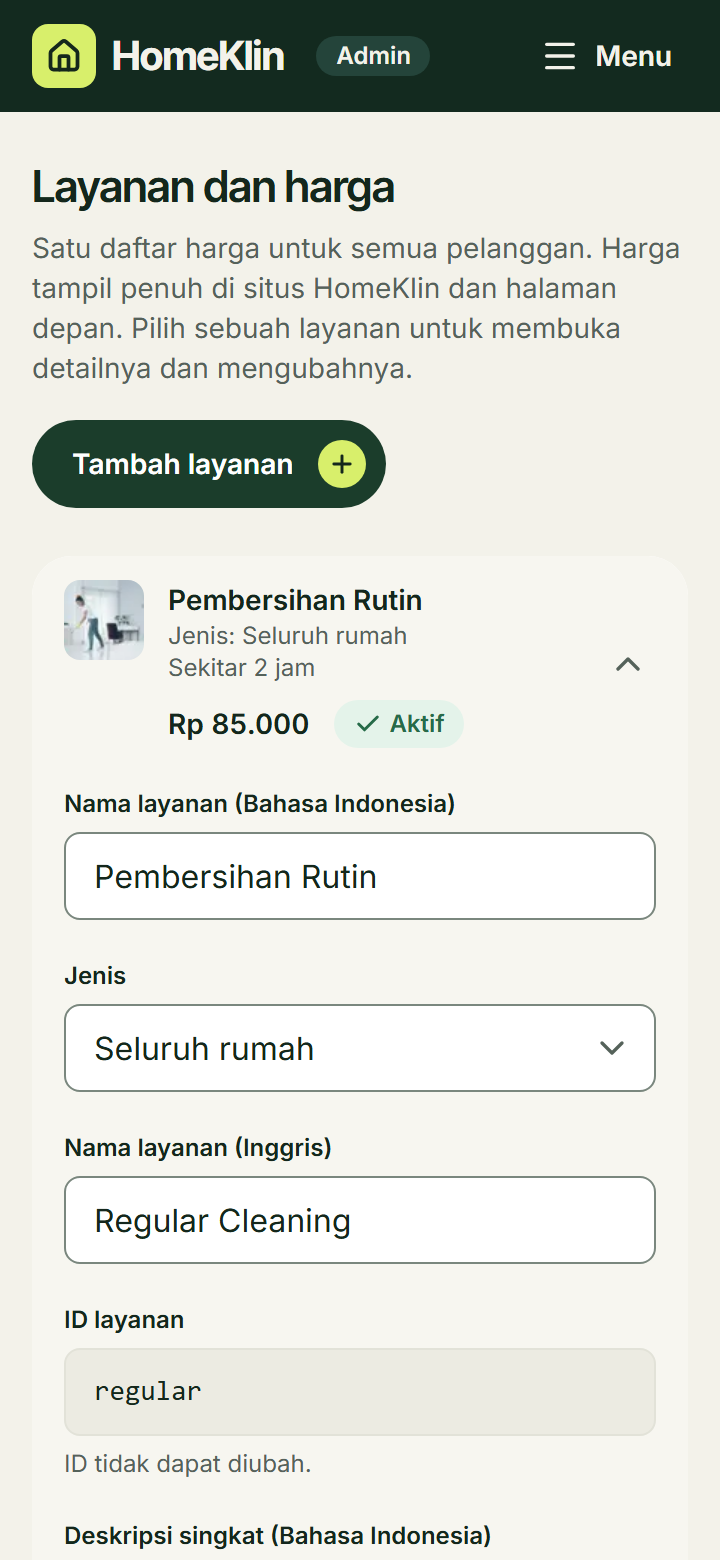 HomeKlin
Admin
Menu
Layanan dan harga
Satu daftar harga untuk semua pelanggan. Harga
tampil penuh di situs HomeKlin dan halaman
depan. Pilih sebuah layanan untuk membuka
detailnya dan mengubahnya.
Tambah layanan
Pembersihan Rutin
Jenis: Seluruh rumah
Sekitar 2 jam
Rp 85.000
Aktif
Nama layanan (Bahasa Indonesia)
Pembersihan Rutin
Jenis
Seluruh rumah
Nama layanan (Inggris)
Regular Cleaning
ID layanan
regular
ID tidak dapat diubah.
Deskripsi singkat (Bahasa Indonesia)